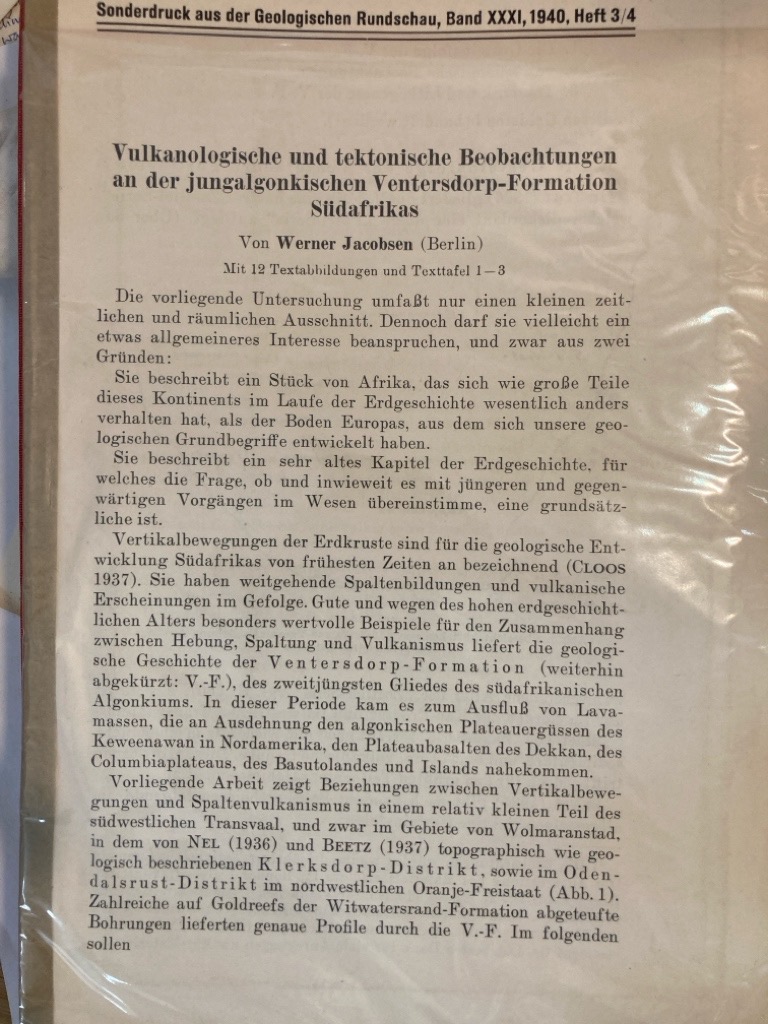 Sonderdruck aus der Geologischen Rundschau, Band XXXI, 1940, Heft 3/4
Vulkanologische und tektonische Beobachtungen
an der jungalgonkischen Ventersdorp-Formation
Südafrikas
Von Werner Jacobsen (Berlin)
Mit 12 Textabbildungen und Texttafel 1—3
Die vorliegende Untersuchung umfaßt nur einen kleinen zeit-
lichen und räumlichen Ausschnitt. Dennoch darf sie vielleicht ein
etwas allgemeineres Interesse beanspruchen, und zwar aus zwei
Gründen:
Sie beschreibt ein Stück von Afrika, das sich wie große Teile
dieses Kontinents im Laufe der Erdgeschichte wesentlich anders
verhalten hat, als der Boden Europas, aus dem sich unsere geo-
logischen Grundbegriffe entwickelt haben.
Sie beschreibt ein sehr altes Kapitel der Erdgeschichte, für
welches die Frage, ob und inwieweit es mit jüngeren und gegen-
wärtigen Vorgängen im Wesen übereinstimme, eine grundsätz-
liche ist.
Vertikalbewegungen der Erdkruste sind für die geologische Ent-
wicklung Südafrikas von frühesten Zeiten an bezeichnend (CLOOS
1937). Sie haben weitgehende Spaltenbildungen und vulkanische
Erscheinungen im Gefolge. Gute und wegen des hohen erdgeschicht-
lichen Alters besonders wertvolle Beispiele für den Zusammenhang
zwischen Hebung, Spaltung und Vulkanismus liefert die geologi-
sche Geschichte der Ventersdorp-Formation (weiterhin
abgekürzt: V.-F.), des zweitjüngsten Gliedes des südafrikanischen
Algonkiums. In dieser Periode kam es zum Ausfluß von Lava-
massen, die an Ausdehnung den algonkischen Plateauergüssen des
Keweenawan in Nordamerika, den Plateaubasalten des Dekkan, des
Columbiaplateaus, des Basutolandes und Islands nahekommen.
Vorliegende Arbeit zeigt Beziehungen zwischen Vertikalbewe-
gungen und Spaltenvulkanismus in einem relativ kleinen Teil des
südwestlichen Transvaal, und zwar im Gebiete von Wolmaranstad,
in dem von NEL (1936) und BEETZ (1937) topographisch wie geo-
logisch beschriebenen Klerksdorp-Distrikt, sowie im Oden-
dalsrust-Distrikt im nordwestlichen Oranje-Freistaat (Abb. 1).
Zahlreiche auf Goldreefs der Witwatersrand-Formation abgeteufte
Bohrungen lieferten genaue Profile durch die V.-F. Im folgenden
sollen